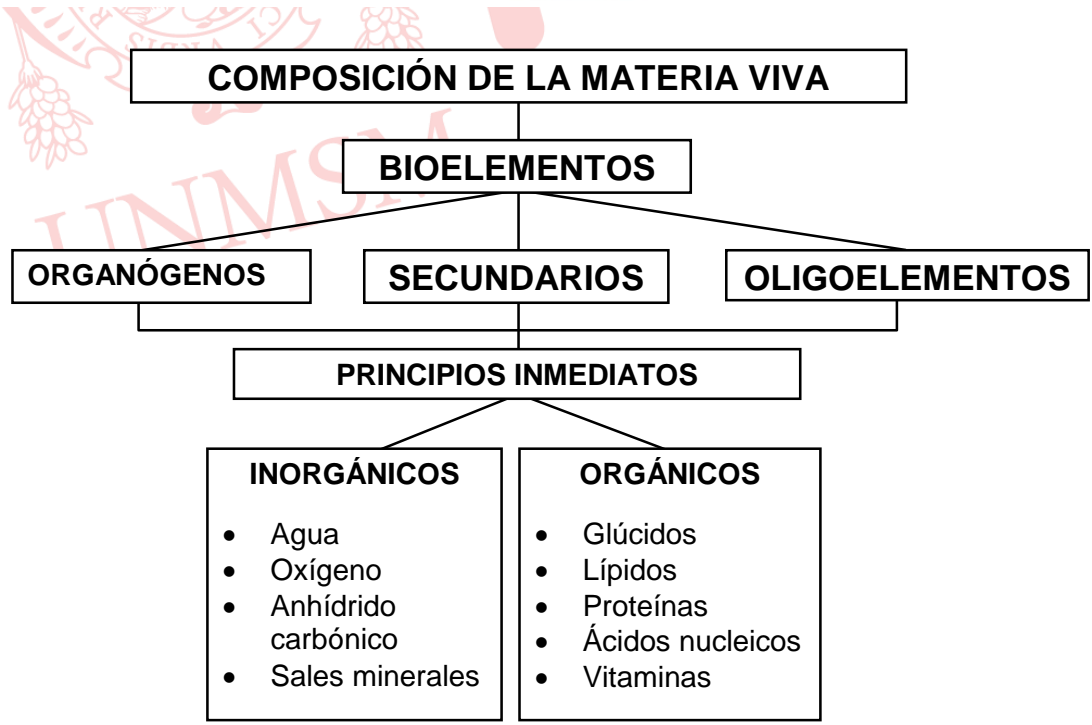 COMPOSICIÓN DE LA MATERIA VIVA
BIOELEMENTOS
ORGANÓGENOS
SECUNDARIOS
OLIGOELEMENTOS
PRINCIPIOS INMEDIATOS
INORGÁNICOS
• Agua
• Oxígeno
• Anhídrido
carbónico
• Sales minerales
ORGÁNICOS
• Glúcidos
• Lípidos
• Proteínas
• Ácidos nucleicos
• Vitaminas
UNMSM